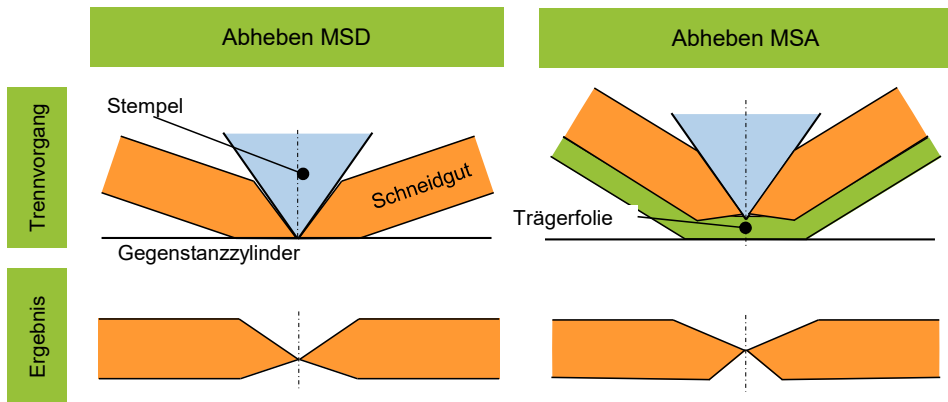 Abheben MSD
Abheben MSA
Trennvorgang
Stempel
Schneidgut
Gegenstanzzylinder
Trägerfolie
Ergebnis